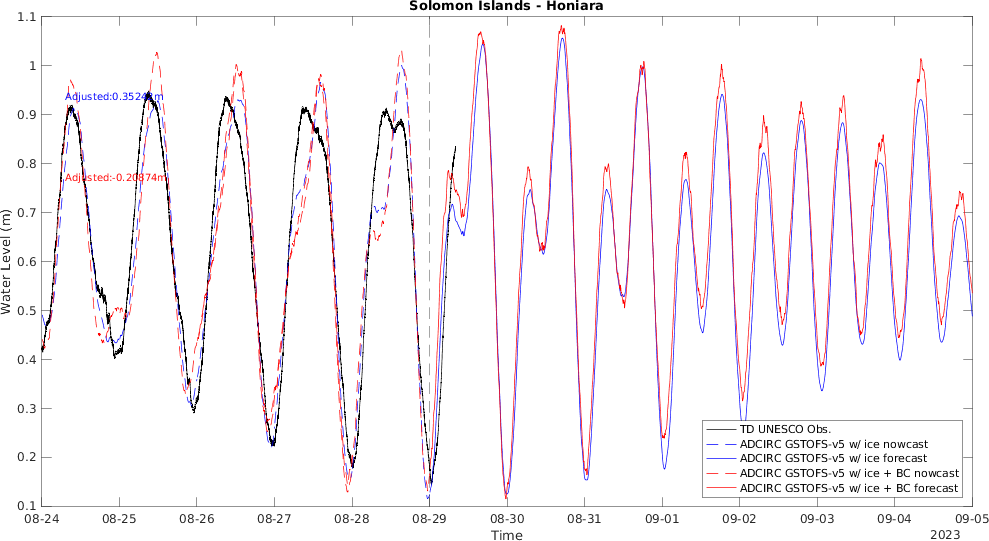 Solomon Islands - Honiara
1.1
1
0.9
0.8
0.7
0.6
0.5
0.4
0.3
0.2
0.1
Water Level (m)
Adjusted:-0.20874m
TD UNESCO Obs.
ADCIRC GSTOFS-v5 w/ ice nowcast
ADCIRC GSTOFS-v5 w/ ice forecast
ADCIRC GSTOFS-v5 w/ ice + BC nowcast
ADCIRC GSTOFS-v5 w/ ice + BC forecast
08-24
08-25
08-26
08-27
08-28
08-29
08-30
08-31
09-01
09-02
09-03
09-04
09-05
Time
2023